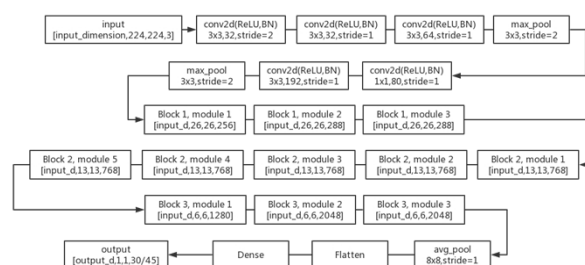 input
[input_dimension,224,224,3]
conv2d(ReLU,BN)
3x3,32,stride=2
conv2d(ReLU,BN)
3x3,32,stride=1
conv2d(ReLU,BN)
3x3,64,stride=1
max_pool
3x3,stride=2
max_pool
3x3,stride=2
conv2d(ReLU,BN)
3x3,192,stride=1
conv2d(ReLU,BN)
1x1,80,stride=1
Block 1, module 1
[input_d,26,26,256]
Block 1, module 2
[input_d,26,26,288]
Block 1, module 3
[input_d,26,26,288]
Block 2, module 5
[input_d,13,13,768]
Block 2, module 4
[input_d,13,13,768]
Block 2, module 3
[input_d,13,13,768]
Block 2, module 2
[input_d,13,13,768]
Block 2, module 1
[input_d,13,13,768]
Block 3, module 1
[input_d,6,6,1280]
Block 3, module 2
[input_d,6,6,2048]
Block 3, module 3
[input_d,6,6,2048]
output
[output_d,1,1,30/45]
Dense
Flatten
avg_pool
8x8,stride=1